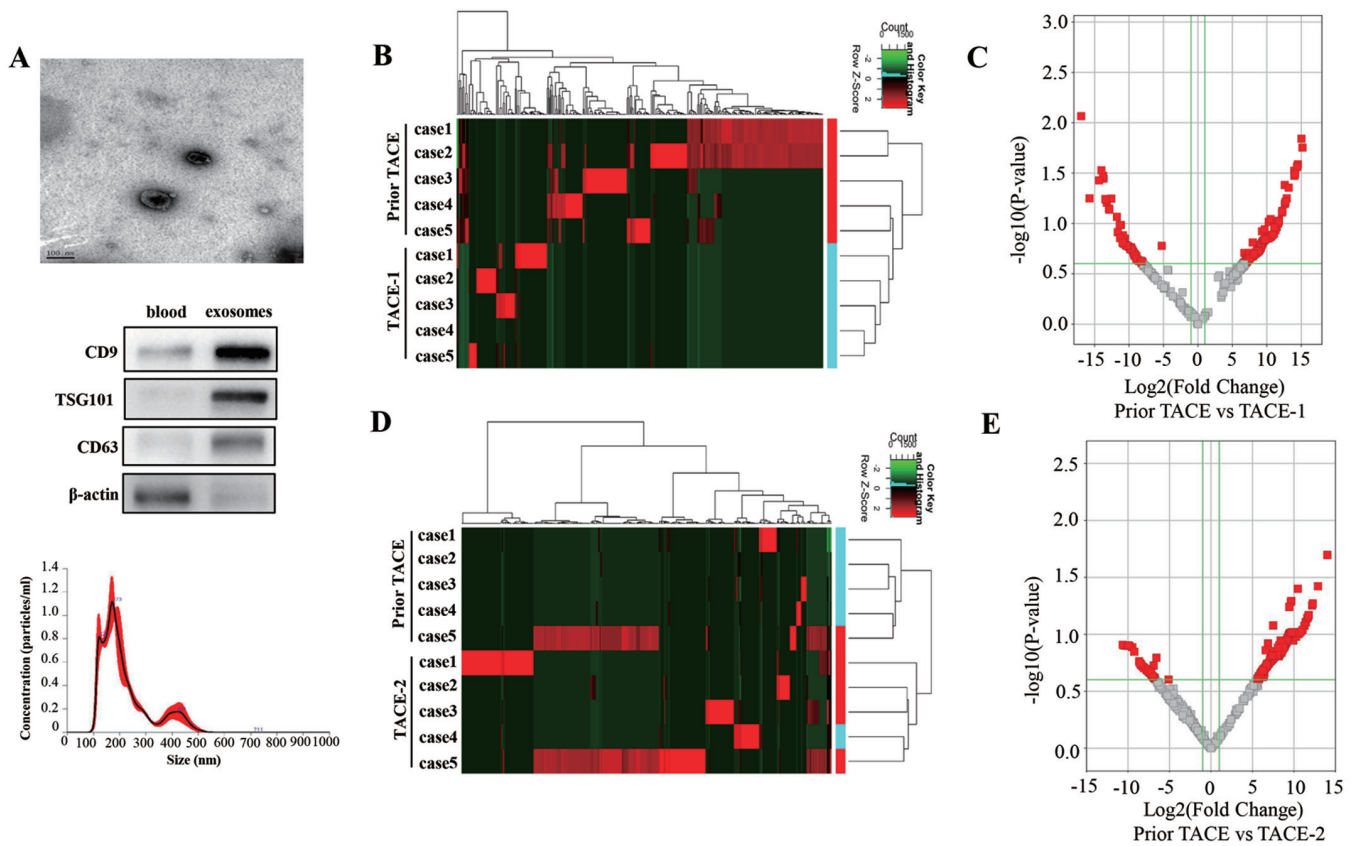 A
100 nm
blood exosomes
CD9
TSG101
CD63
β-actin
Concentration (particles/ml)
1.4
1.2
1.0
0.8
0.6
0.4
0.2
0
0 100 200 300 400 500 600 700 800 9001000
Size (nm)
711
B
Count
0 1500
Color Key
and Histogram
-2 0 2
Row Z-Score
Prior TACE
case1
case2
case3
case4
case5
TACE-1
case1
case2
case3
case4
case5
C
3.0
2.5
2.0
1.5
1.0
0.5
0.0
-log10(P-value)
-15 -10 -5 0 5 10 15
Log2(Fold Change)
Prior TACE vs TACE-1
D
Count
0 1500
Color Key
and Histogram
-2 0 2
Row Z-Score
Prior TACE
case1
case2
case3
case4
case5
TACE-2
case1
case2
case3
case4
case5
E
2.5
2.0
1.5
1.0
0.5
0.0
-log10(P-value)
-15 -10 -5 0 5 10 15
Log2(Fold Change)
Prior TACE vs TACE-2